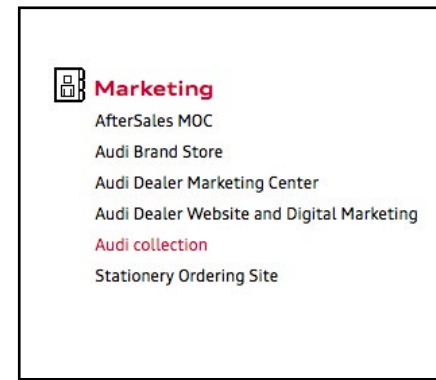 Marketing
AfterSales MOC
Audi Brand Store
Audi Dealer Marketing Center
Audi Dealer Website and Digital Marketing
Audi collection
Stationery Ordering Site